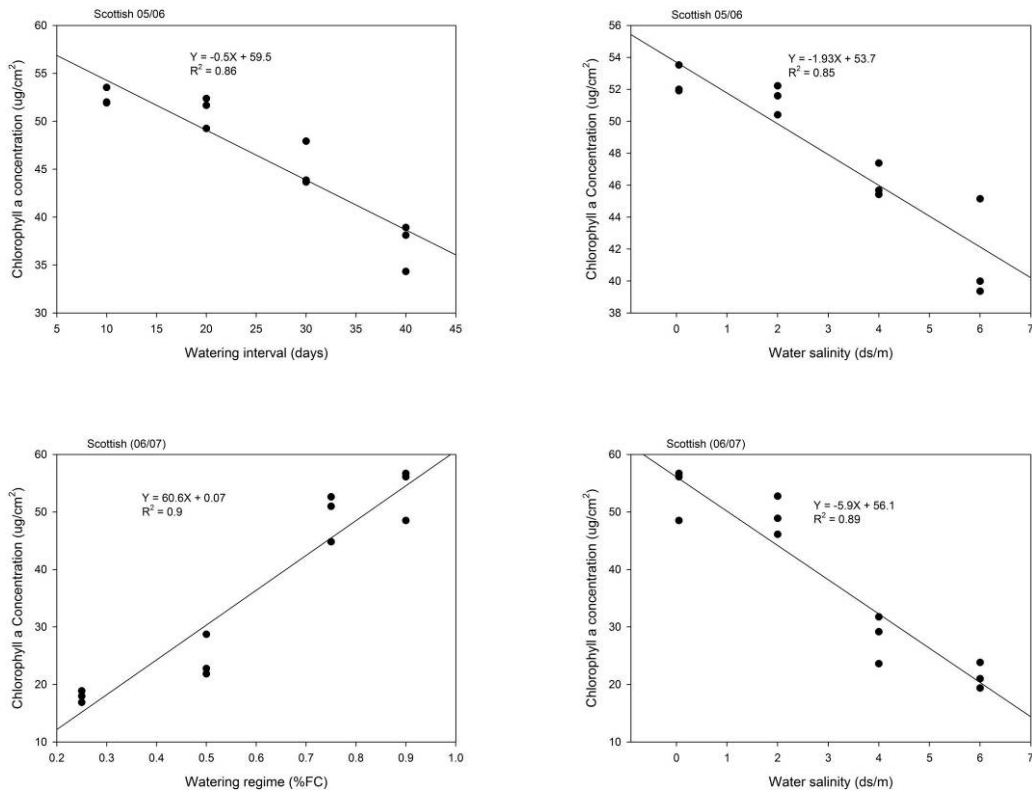 Scottish 05/06
Y = -0.5X + 59.5
R² = 0.86
Chlorophyll a concentration (ug/cm²)
60
55
50
45
40
35
30
5 10 15 20 25 30 35 40 45
Watering interval (days)
Scottish 05/06
Y = -1.93X + 53.7
R² = 0.85
Chlorophyll a Concentration (ug/cm²)
56
54
52
50
48
46
44
42
40
38
0 1 2 3 4 5 6 7
Water salinity (ds/m)
Scottish (06/07)
Y = 60.6X + 0.07
R² = 0.9
Chlorophyll a Concentration (ug/cm²)
60
50
40
30
20
10
0.2 0.3 0.4 0.5 0.6 0.7 0.8 0.9 1.0
Watering regime (%FC)
Scottish (06/07)
Y = -5.9X + 56.1
R² = 0.89
Chlorophyll a concentration (ug/cm²)
60
50
40
30
20
10
0 1 2 3 4 5 6 7
Water salinity (ds/m)